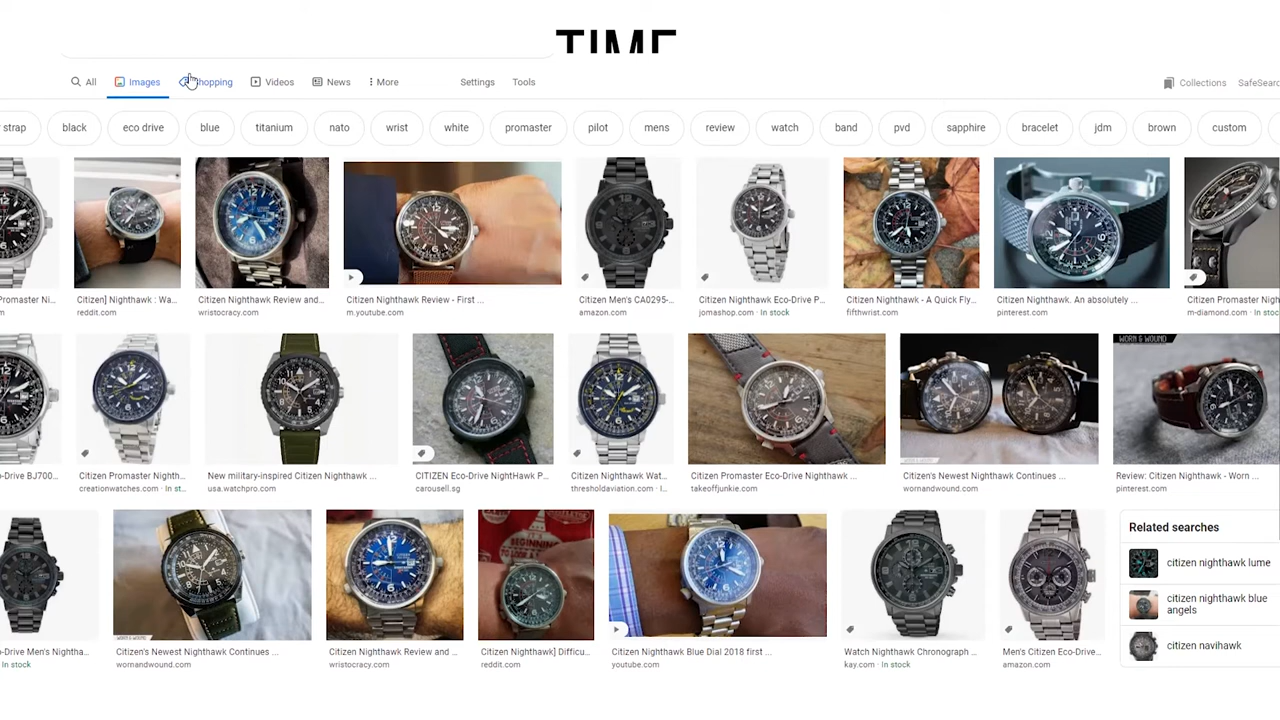 TIME
All Images Shopping Videos News More Settings Tools Collections SafeSearc
r strap black eco drive blue titanium nato wrist white promaster pilot mens review watch band pvd sapphire bracelet jdm brown custom
Promaster Ni... Citizen] Nighthawk : Wa... Citizen Nighthawk Review and... Citizen Nighthawk Review - First ... Citizen Men's CA0295-... Citizen Nighthawk Eco-Drive P... Citizen Nighthawk - A Quick Fly... Citizen Nighthawk. An absolutely ... Citizen Promaster Nigh
reddit.com wristocracy.com m.youtube.com amazon.com jomashop.com · In stock fifthwrist.com pinterest.com m-diamond.com · In stoc
WORN & WOUND
co-Drive BJ700... Citizen Promaster Nighth... New military-inspired Citizen Nighthawk ... CITIZEN Eco-Drive NightHawk P... Citizen Nighthawk Wat... Citizen Promaster Eco-Drive Nighthawk ... Citizen's Newest Nighthawk Continues ... Review: Citizen Nighthawk - Worn ...
creationwatches.com · In st... usa.watchpro.com carousell.sg thresholdaviation.com · I... takeoffjunkie.com wornandwound.com pinterest.com
Related searches
citizen nighthawk lume
citizen nighthawk blue
angels
citizen navihawk
WORN & WOUND
o-Drive Men's Nightha... Citizen's Newest Nighthawk Continues ... Citizen Nighthawk Review and ... Citizen Nighthawk] Difficu... Citizen Nighthawk Blue Dial 2018 first ... Watch Nighthawk Chronograph ... Men's Citizen Eco-Drive...
In stock wornandwound.com wristocracy.com reddit.com youtube.com kay.com · In stock amazon.com